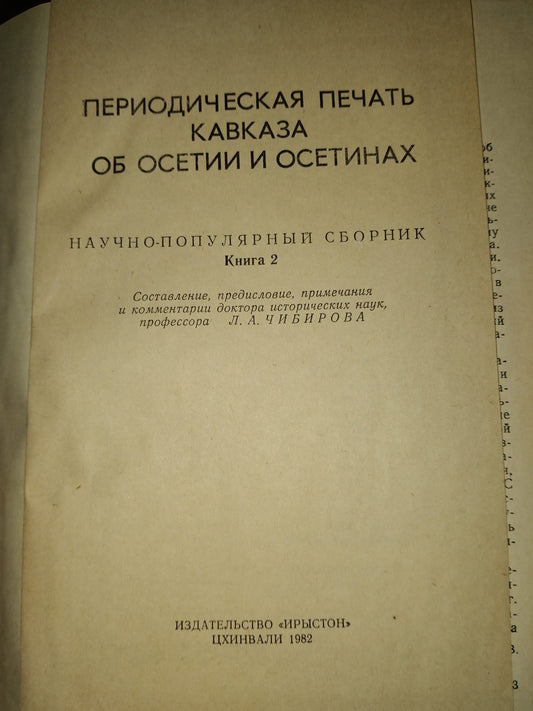 ПЕРИОДИЧЕСКАЯ ПЕЧАТЬ
КАВКАЗА
ОБ ОСЕТИИ И ОСЕТИНАХ
НАУЧНО-ПОПУЛЯРНЫЙ СБОРНИК
Книга 2
Составление, предисловие, примечания
и комментарии доктора исторических наук,
профессора Л. А. ЧИБИРОВА
ИЗДАТЕЛЬСТВО «ИРЫСТОН»
ЦХИНВАЛИ 1982